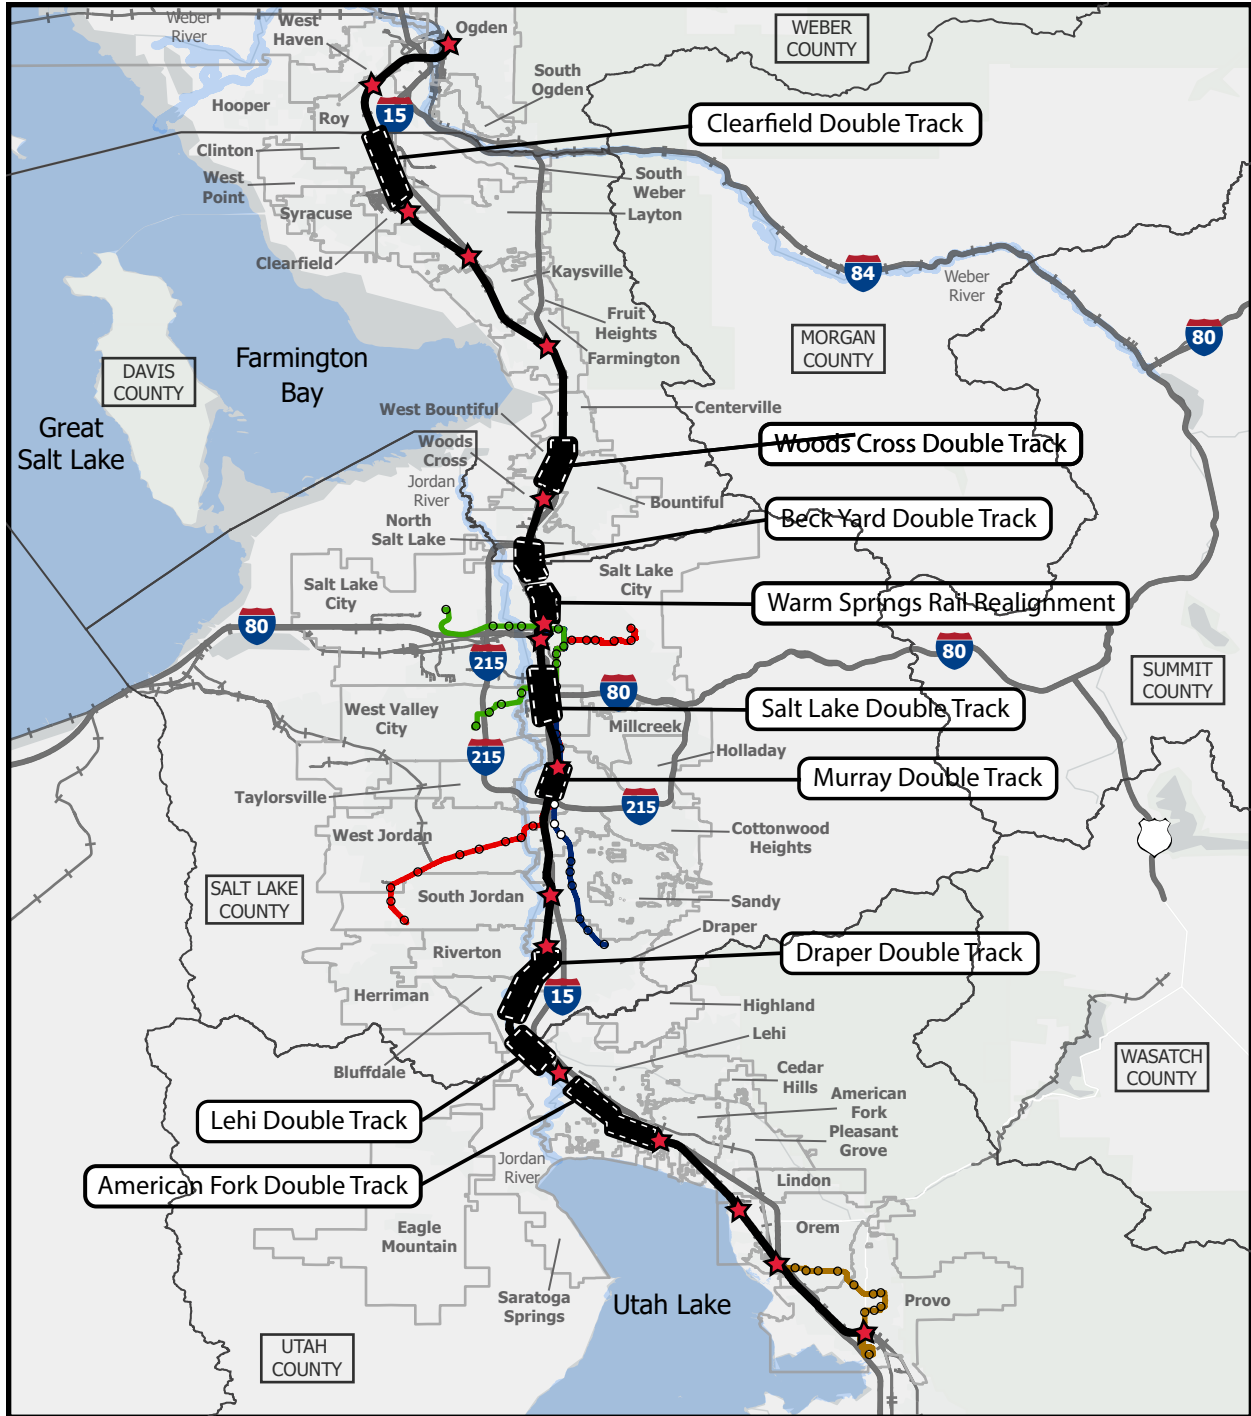 Weber
River
West
Haven
Ogden
WEBER
COUNTY
South
Ogden
Hooper
15
Roy
Clearfield Double Track
Clinton
West
Point
South
Weber
Syracuse
Layton
Clearfield
Kaysville
84
Weber
River
Fruit
Heights
Farmington
MORGAN
COUNTY
80
DAVIS
COUNTY
Farmington
Bay
Great
Salt Lake
West Bountiful
Centerville
Woods
Cross
Woods Cross Double Track
Jordan
River
Bountiful
North
Salt Lake
Beck Yard Double Track
Salt Lake
City
Salt Lake
City
Warm Springs Rail Realignment
80
215
80
80
SUMMIT
COUNTY
West Valley
City
Salt Lake Double Track
Millcreek
215
Holladay
Murray Double Track
Taylorsville
215
West Jordan
Cottonwood
Heights
SALT LAKE
COUNTY
South Jordan
Sandy
Draper
Riverton
Draper Double Track
Herriman
15
Highland
Lehi
Bluffdale
Cedar
Hills
WASATCH
COUNTY
American
Fork
Lehi Double Track
Pleasant
Grove
Jordan
River
American Fork Double Track
Lindon
Eagle
Mountain
Orem
Saratoga
Springs
Utah Lake
Provo
UTAH
COUNTY